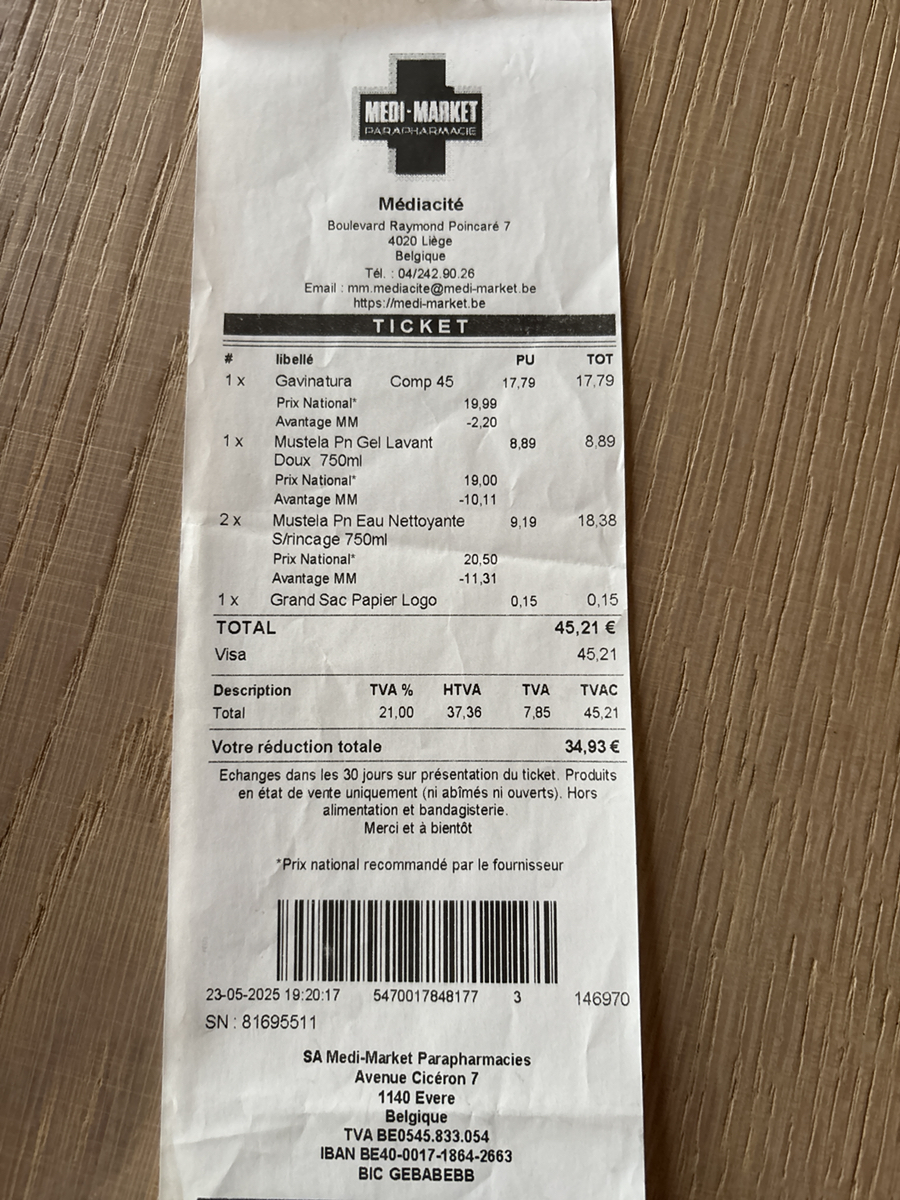 MEDI-MARKET
PARAPHARMACIE
Médiacité
Boulevard Raymond Poincaré 7
4020 Liège
Belgique
Tél. : 04/242.90.26
Email : mm.mediacite@medi-market.be
https://medi-market.be
TICKET
# libellé PU TOT
1 x Gavinatura Comp 45 17,79 17,79
Prix National* 19,99
Avantage MM -2,20
1 x Mustela Pn Gel Lavant 8,89 8,89
Doux 750ml
Prix National* 19,00
Avantage MM -10,11
2 x Mustela Pn Eau Nettoyante 9,19 18,38
S/rincage 750ml
Prix National* 20,50
Avantage MM -11,31
1 x Grand Sac Papier Logo 0,15 0,15
TOTAL 45,21 €
Visa 45,21
Description TVA % HTVA TVA TVAC
Total 21,00 37,36 7,85 45,21
Votre réduction totale 34,93 €
Echanges dans les 30 jours sur présentation du ticket. Produits
en état de vente uniquement (ni abîmés ni ouverts). Hors
alimentation et bandagisterie.
Merci et à bientôt
*Prix national recommandé par le fournisseur
23-05-2025 19:20:17 5470017848177 3 146970
SN : 81695511
SA Medi-Market Parapharmacies
Avenue Cicéron 7
1140 Evere
Belgique
TVA BE0545.833.054
IBAN BE40-0017-1864-2663
BIC GEBABEBB